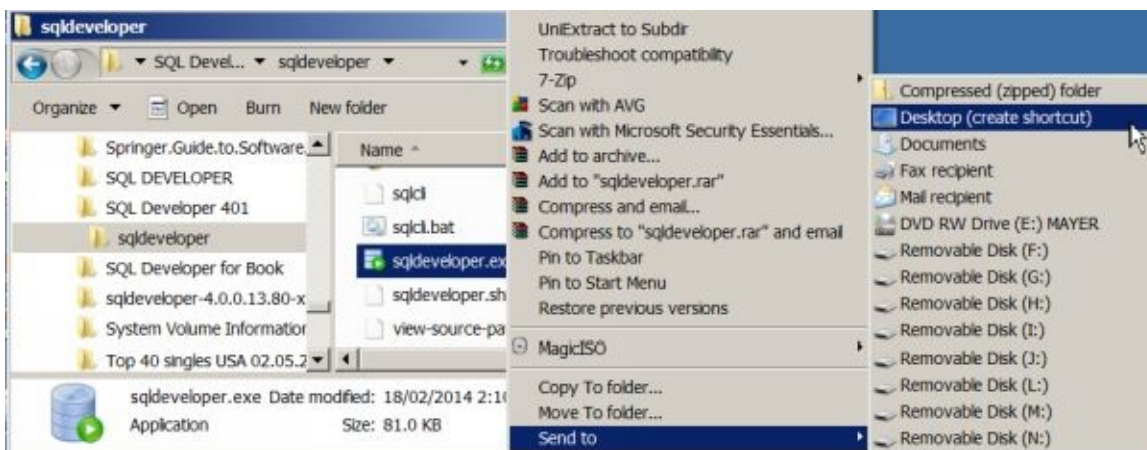 sqldeveloper
SQL Devel... sqldeveloper
Organize Open Burn New folder
Springer.Guide.to.Software.
SQL DEVELOPER
SQL Developer 401
sqldeveloper
SQL Developer for Book
sqldeveloper-4.0.0.13.80-x
System Volume Information
Top 40 singles USA 02.05.2
Name
sqlcli
sqlcli.bat
sqldeveloper.ex
sqldeveloper.sh
view-source-pa
sqldeveloper.exe Date modified: 18/02/2014 2:10
Application Size: 81.0 KB
UniExtract to Subdir
Troubleshoot compatibility
7-Zip
Scan with AVG
Scan with Microsoft Security Essentials...
Add to archive...
Add to "sqldeveloper.rar"
Compress and email...
Compress to "sqldeveloper.rar" and email
Pin to Taskbar
Pin to Start Menu
Restore previous versions
MagicISO
Copy To folder...
Move To folder...
Send to
Compressed (zipped) folder
Desktop (create shortcut)
Documents
Fax recipient
Mail recipient
DVD RW Drive (E:) MAYER
Removable Disk (F:)
Removable Disk (G:)
Removable Disk (H:)
Removable Disk (I:)
Removable Disk (J:)
Removable Disk (L:)
Removable Disk (M:)
Removable Disk (N:)